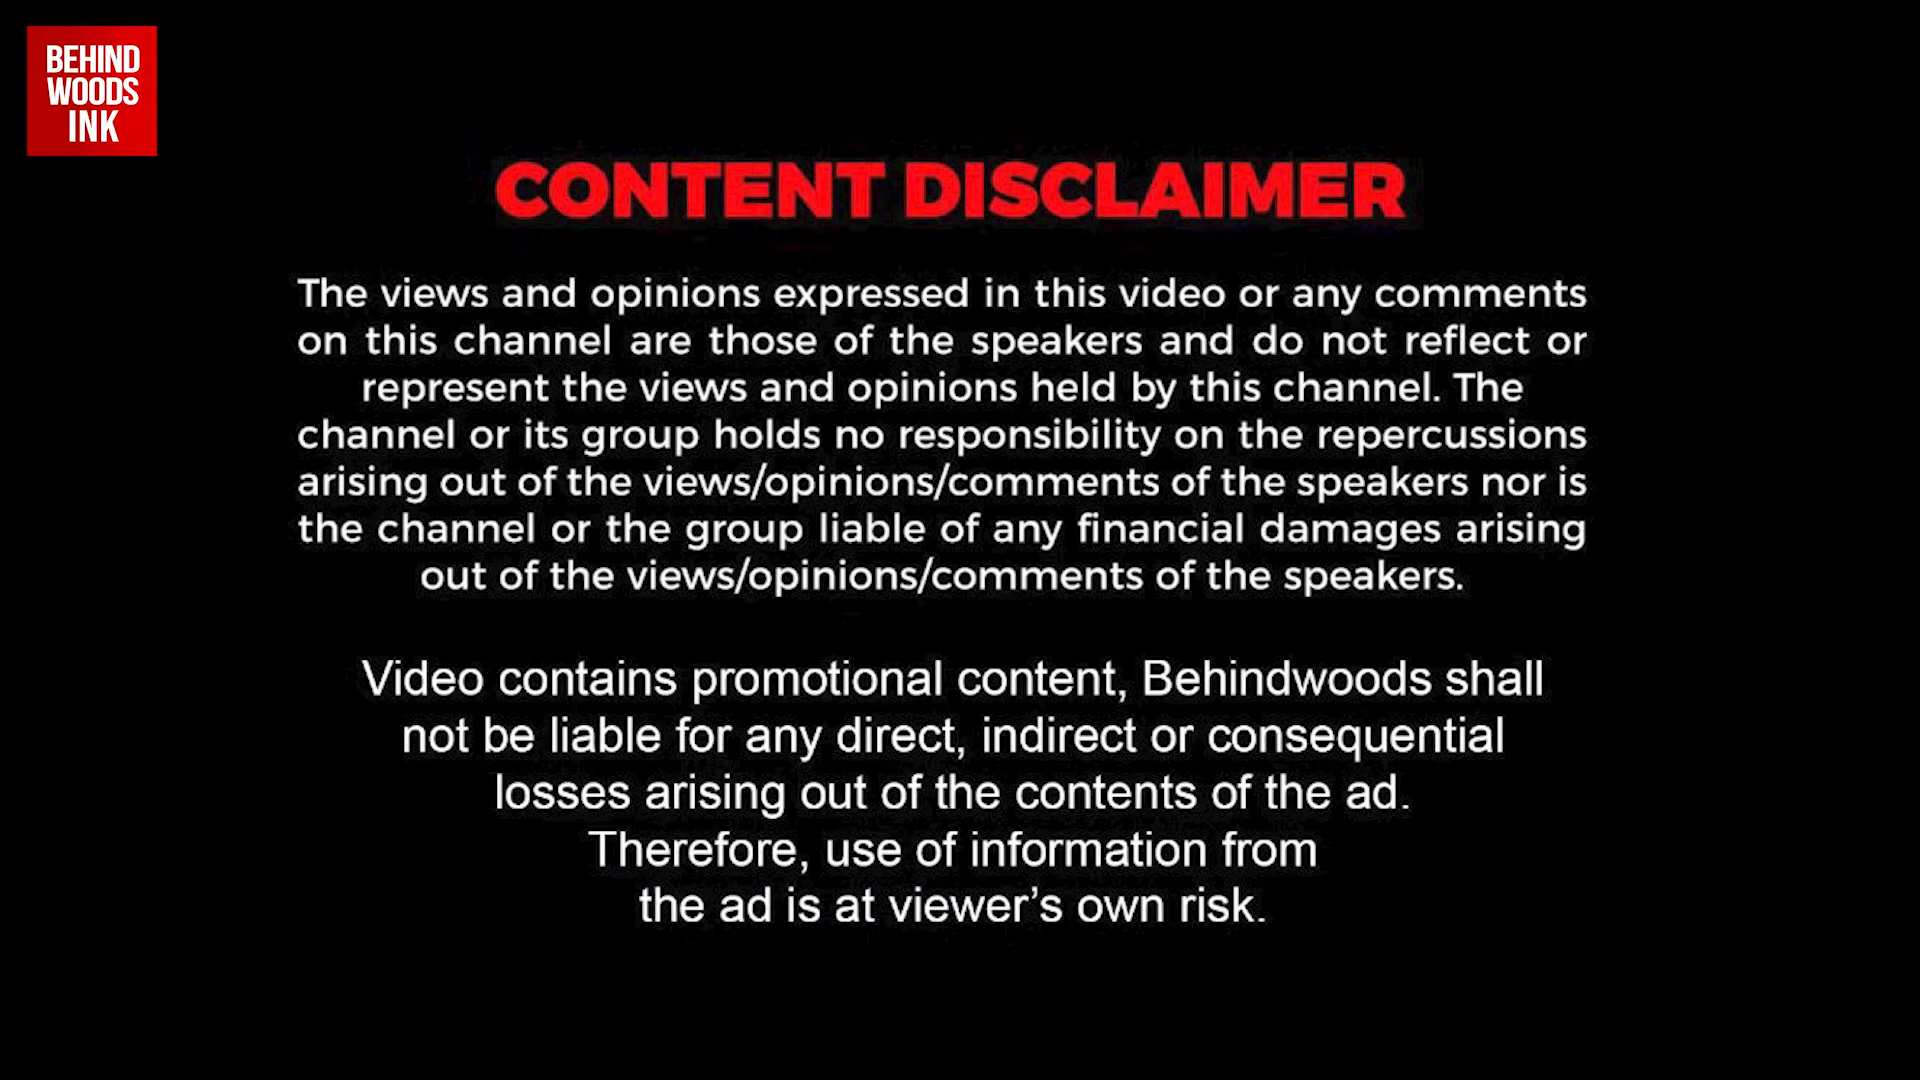 BEHIND
WOODS
INK
CONTENT DISCLAIMER
The views and opinions expressed in this video or any comments
on this channel are those of the speakers and do not reflect or
represent the views and opinions held by this channel. The
channel or its group holds no responsibility on the repercussions
arising out of the views/opinions/comments of the speakers nor is
the channel or the group liable of any financial damages arising
out of the views/opinions/comments of the speakers.
Video contains promotional content, Behindwoods shall
not be liable for any direct, indirect or consequential
losses arising out of the contents of the ad.
Therefore, use of information from
the ad is at viewer’s own risk.